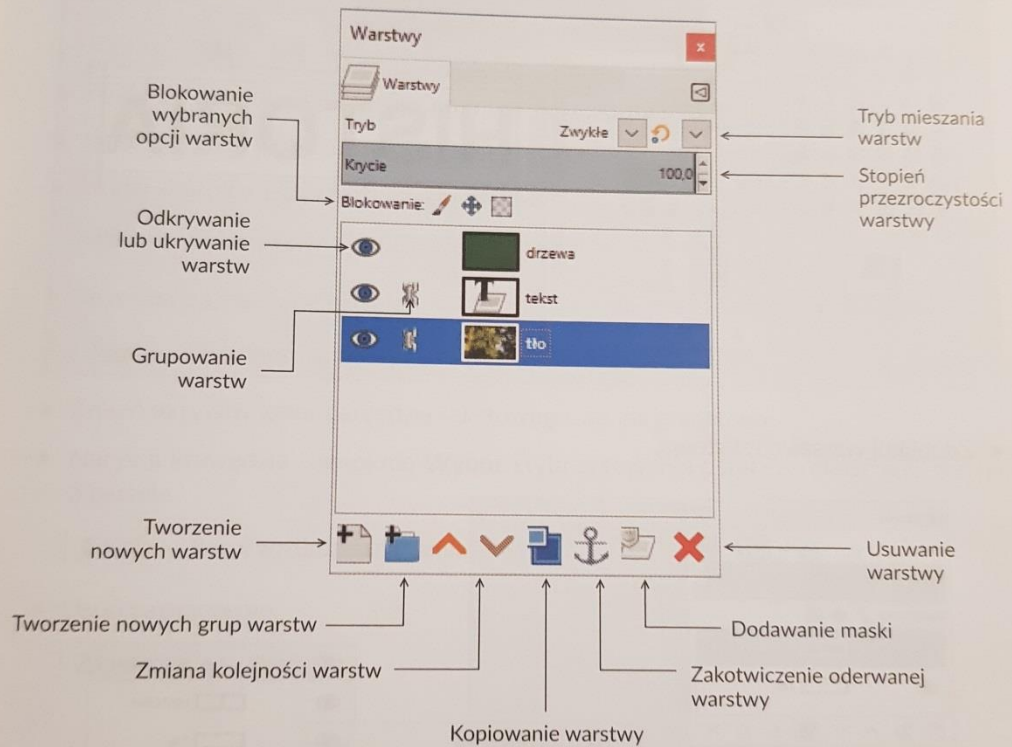 Warstwy
x
Warstwy
Tryb
Zwykłe
Krycie
100,0
Blokowanie:
drzewa
tekst
tło
Blokowanie
wybranych
opcji warstw
Odkrywanie
lub ukrywanie
warstw
Grupowanie
warstw
Tworzenie
nowych warstw
Tworzenie nowych grup warstw
Zmiana kolejności warstw
Kopiowanie warstwy
Tryb mieszania
warstw
Stopień
przezroczystości
warstwy
Usuwanie
warstwy
Dodawanie maski
Zakotwiczenie oderwanej
warstwy